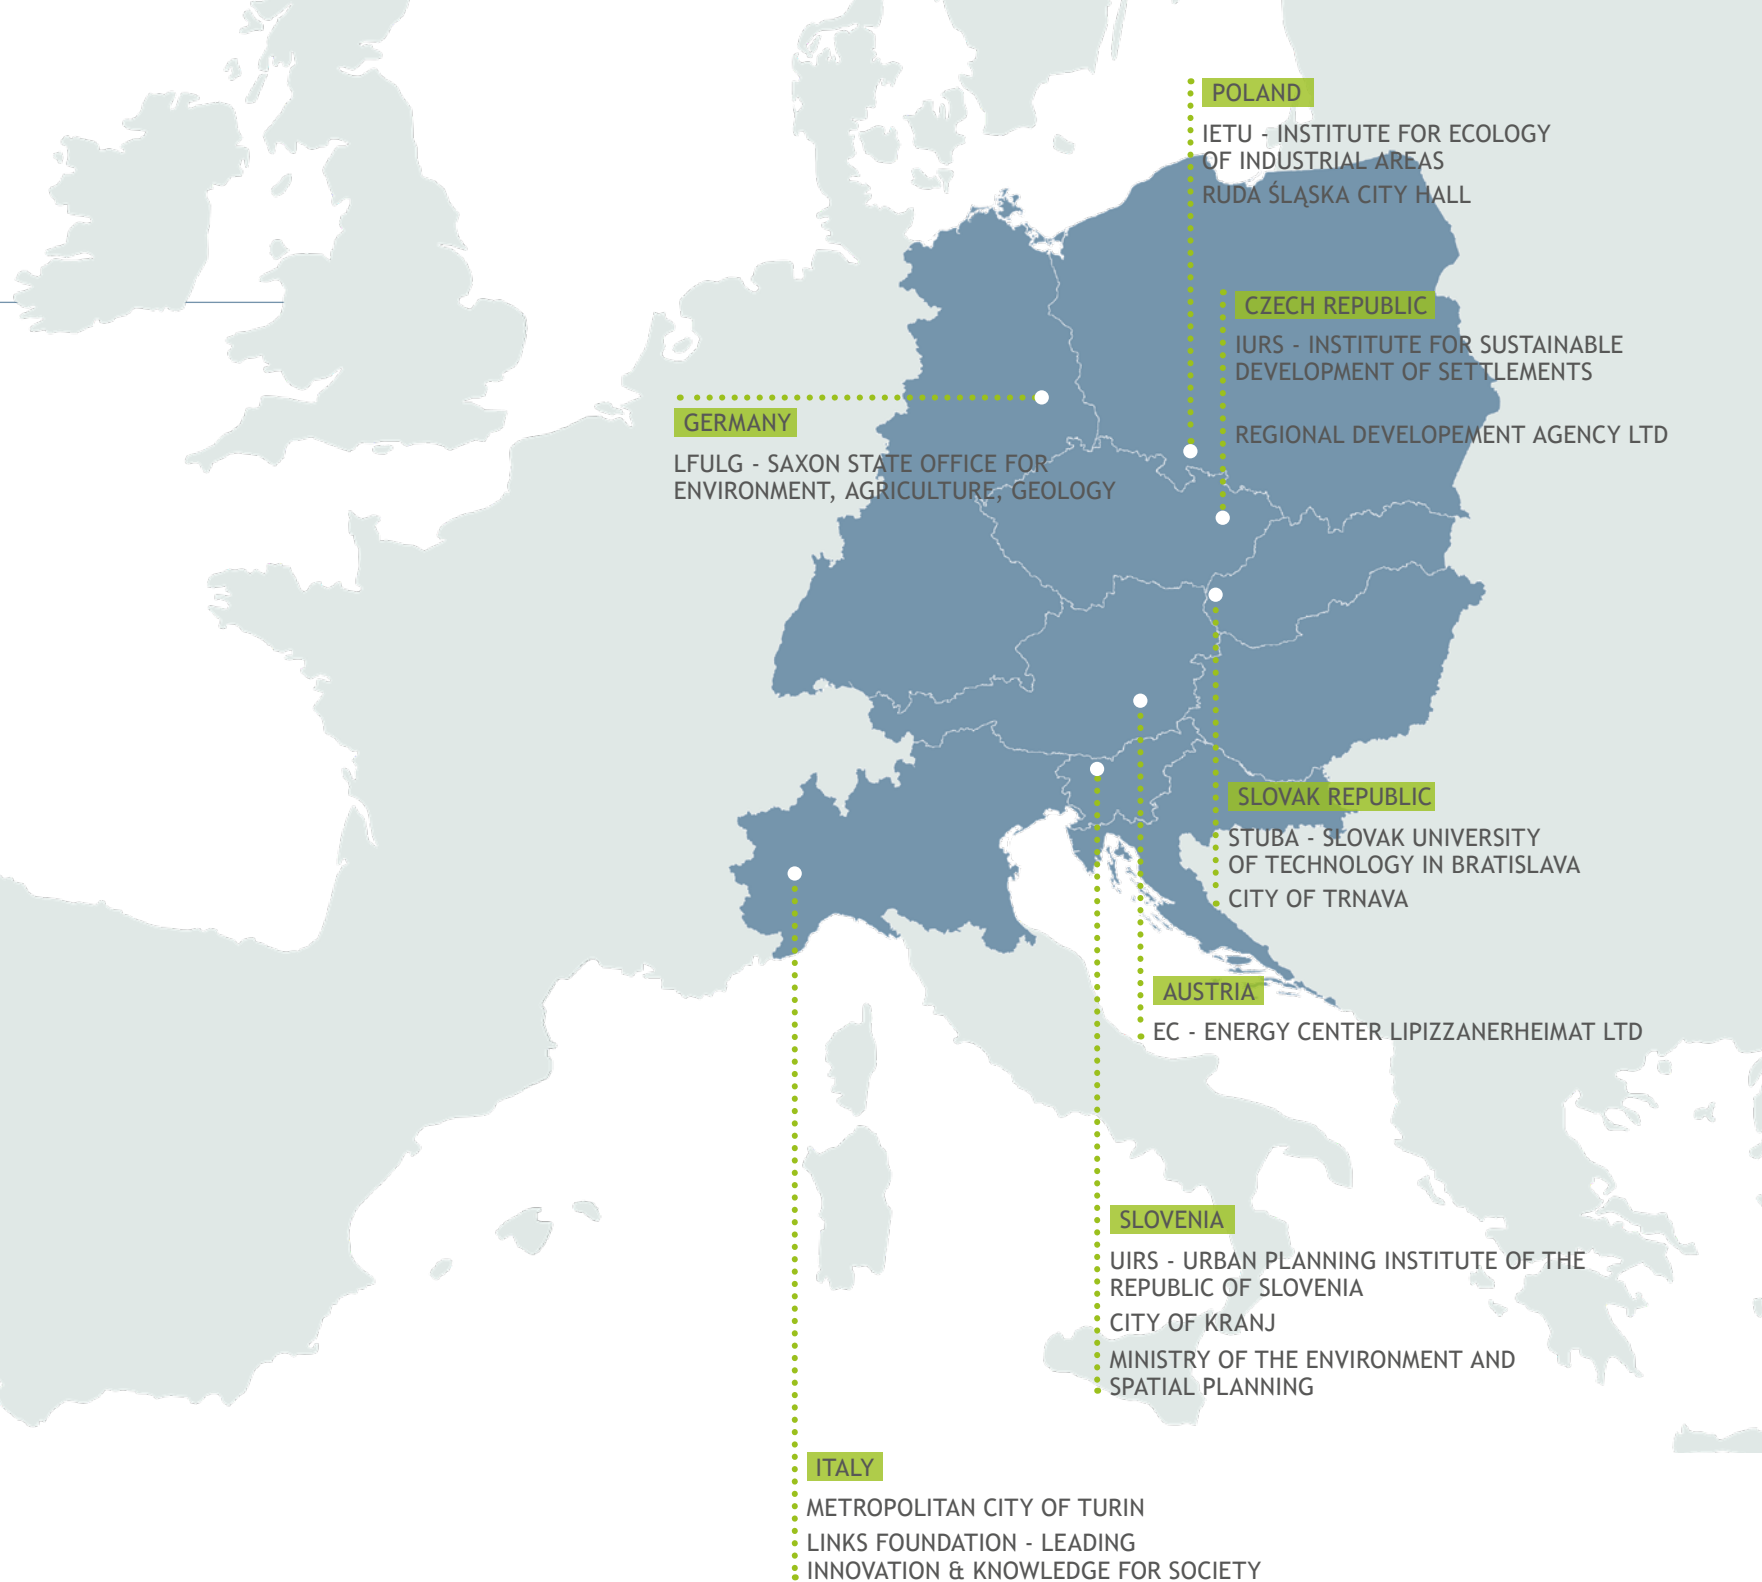 POLAND
IETU - INSTITUTE FOR ECOLOGY
OF INDUSTRIAL AREAS
RUDA ŚLĄSKA CITY HALL
CZECH REPUBLIC
IURS - INSTITUTE FOR SUSTAINABLE
DEVELOPMENT OF SETTLEMENTS
REGIONAL DEVELOPEMENT AGENCY LTD
GERMANY
LFULG - SAXON STATE OFFICE FOR
ENVIRONMENT, AGRICULTURE, GEOLOGY
SLOVAK REPUBLIC
STUBA - SLOVAK UNIVERSITY
OF TECHNOLOGY IN BRATISLAVA
CITY OF TRNAVA
AUSTRIA
EC - ENERGY CENTER LIPIZZANERHEIMAT LTD
SLOVENIA
UIRS - URBAN PLANNING INSTITUTE OF THE
REPUBLIC OF SLOVENIA
CITY OF KRANJ
MINISTRY OF THE ENVIRONMENT AND
SPATIAL PLANNING
ITALY
METROPOLITAN CITY OF TURIN
LINKS FOUNDATION - LEADING
INNOVATION & KNOWLEDGE FOR SOCIETY